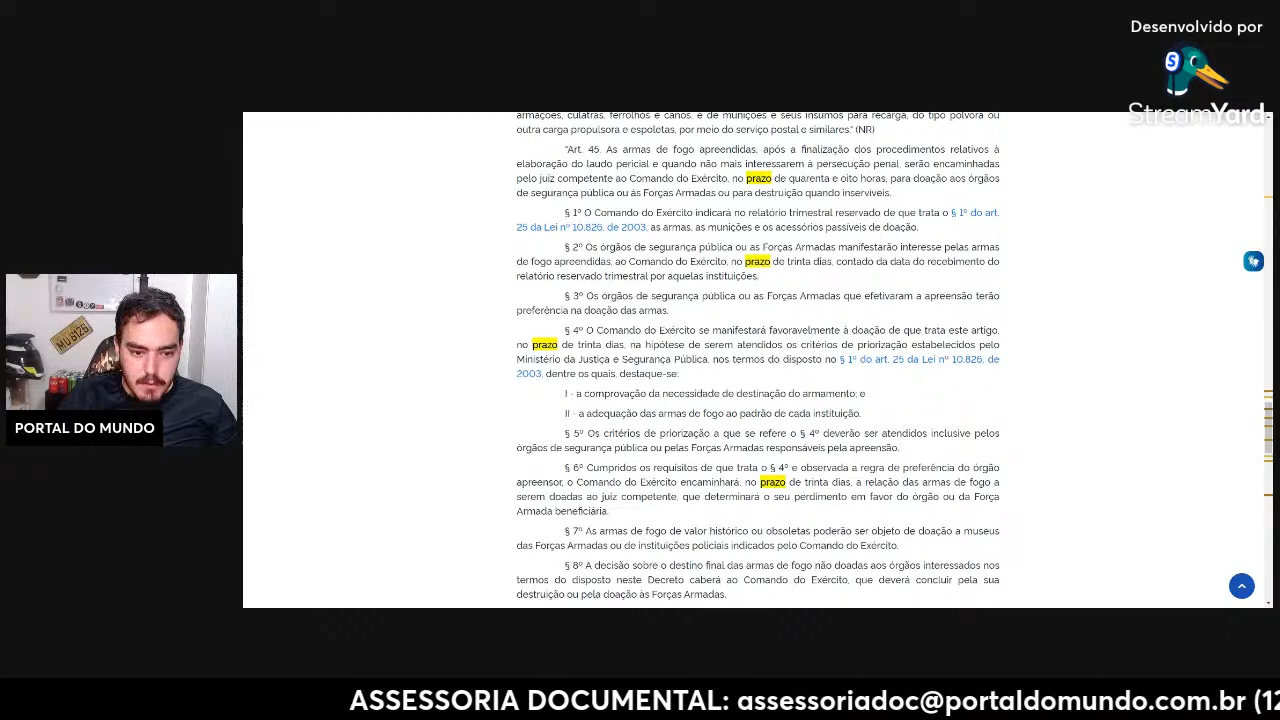 Desenvolvido por
S
StreamYard
armações, culatras, ferrolhos e canos, e de munições e seus insumos para recarga, do tipo pólvora ou
outra carga propulsora e espoletas, por meio do serviço postal e similares." (NR)
"Art. 45. As armas de fogo apreendidas, após a finalização dos procedimentos relativos à
elaboração do laudo pericial e quando não mais interessarem à persecução penal, serão encaminhadas
pelo juiz competente ao Comando do Exército, no prazo de quarenta e oito horas, para doação aos órgãos
de segurança pública ou às Forças Armadas ou para destruição quando inservíveis.
§ 1º O Comando do Exército indicará no relatório trimestral reservado de que trata o § 1º do art.
25 da Lei nº 10.826, de 2003, as armas, as munições e os acessórios passíveis de doação.
§ 2º Os órgãos de segurança pública ou as Forças Armadas manifestarão interesse pelas armas
de fogo apreendidas, ao Comando do Exército, no prazo de trinta dias, contado da data do recebimento do
relatório reservado trimestral por aquelas instituições.
§ 3º Os órgãos de segurança pública ou as Forças Armadas que efetivaram a apreensão terão
preferência na doação das armas.
§ 4º O Comando do Exército se manifestará favoravelmente à doação de que trata este artigo,
no prazo de trinta dias, na hipótese de serem atendidos os critérios de priorização estabelecidos pelo
Ministério da Justiça e Segurança Pública, nos termos do disposto no § 1º do art. 25 da Lei nº 10.826, de
2003, dentre os quais, destaque-se:
I - a comprovação da necessidade de destinação do armamento; e
II - a adequação das armas de fogo ao padrão de cada instituição.
§ 5º Os critérios de priorização a que se refere o § 4º deverão ser atendidos inclusive pelos
órgãos de segurança pública ou pelas Forças Armadas responsáveis pela apreensão.
§ 6º Cumpridos os requisitos de que trata o § 4º e observada a regra de preferência do órgão
apreensor, o Comando do Exército encaminhará, no prazo de trinta dias, a relação das armas de fogo a
serem doadas ao juiz competente, que determinará o seu perdimento em favor do órgão ou da Força
Armada beneficiária.
§ 7º As armas de fogo de valor histórico ou obsoletas poderão ser objeto de doação a museus
das Forças Armadas ou de instituições policiais indicados pelo Comando do Exército.
§ 8º A decisão sobre o destino final das armas de fogo não doadas aos órgãos interessados nos
termos do disposto neste Decreto caberá ao Comando do Exército, que deverá concluir pela sua
destruição ou pela doação às Forças Armadas.
PORTAL DO MUNDO
ASSESSORIA DOCUMENTAL: assessoriadoc@portaldomundo.com.br (12